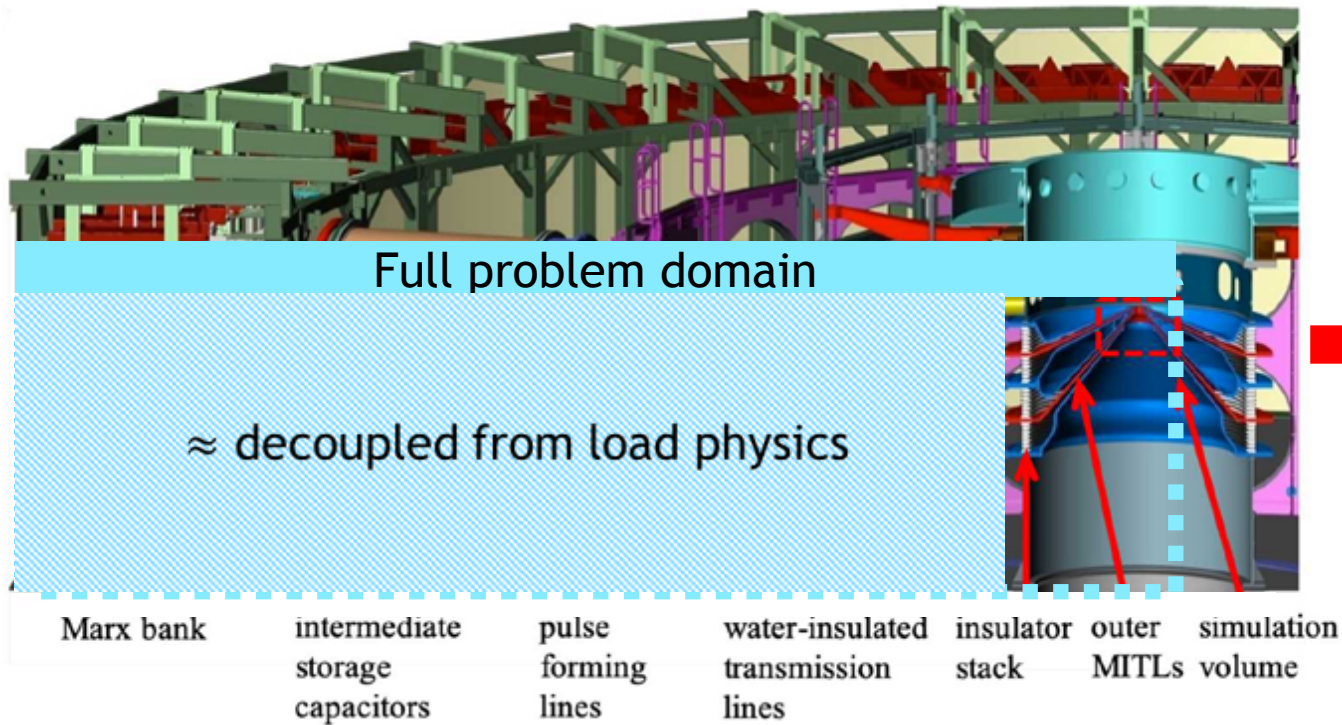 Full problem domain
≈ decoupled from load physics
Marx bank
intermediate
storage
capacitors
pulse
forming
lines
water-insulated
transmission
lines
insulator
stack
outer
MITLs
simulation
volume